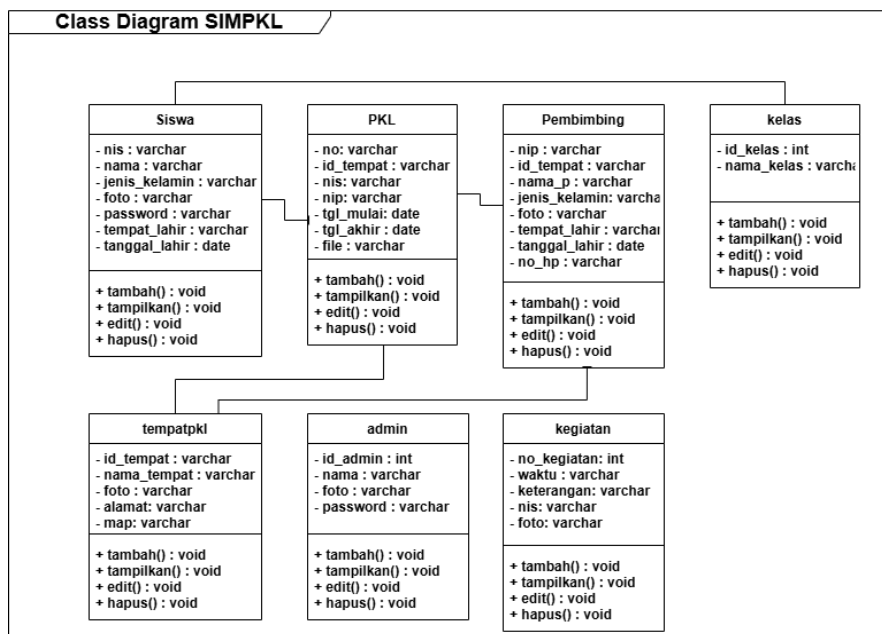 Class Diagram SIMPKL
Siswa
- nis : varchar
- nama : varchar
- jenis_kelamin : varchar
- foto : varchar
- password : varchar
- tempat_lahir : varchar
- tanggal_lahir : date
+ tambah() : void
+ tampilkan() : void
+ edit() : void
+ hapus() : void
PKL
- no: varchar
- id_tempat : varchar
- nis: varchar
- nip: varchar
- tgl_mulai: date
- tgl_akhir : date
- file : varchar
+ tambah() : void
+tampilkan() : void
+ edit() : void
+ hapus() : void
Pembimbing
- nip : varchar
- id_tempat : varchar
- nama_p : varchar
- jenis_kelamin: varcha
- foto : varchar
- tempat_lahir : varchar
- tanggal_lahir : date
- no_hp : varchar
+ tambah() : void
+ tampilkan() : void
+ edit() : void
+ hapus() : void
kelas
- id_kelas : int
- nama_kelas : varcha
+ tambah() : void
+ tampilkan() : void
+ edit() : void
+ hapus() : void
tempatpkl
- id_tempat : varchar
- nama_tempat : varchar
- foto : varchar
- alamat: varchar
- map: varchar
+ tambah() : void
+ tampilkan() : void
+ edit() : void
+ hapus() : void
admin
- id_admin : int
- nama : varchar
- foto : varchar
- password : varchar
+ tambah() : void
+ tampilkan() : void
+ edit() : void
+ hapus() : void
kegiatan
- no_kegiatan: int
- waktu : varchar
- keterangan: varchar
- nis: varchar
- foto: varchar
+ tambah() : void
+ tampilkan() : void
+ edit() : void
+ hapus() : void